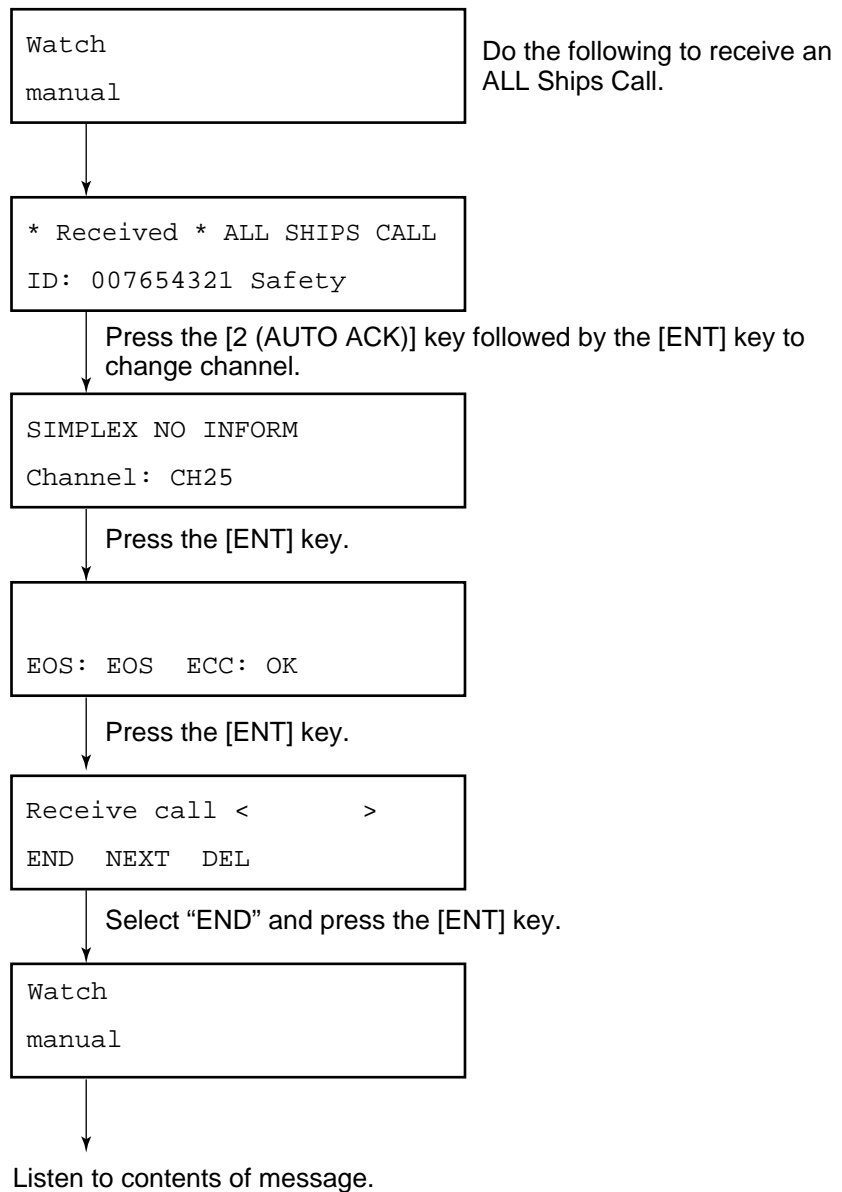 Watch
Do the following to receive an
manual
ALL Ships Call.
* Received * ALL SHIPS CALL
ID: 007654321 Safety
Press the [2 (AUTO ACK)] key followed by the [ENT] key to
change channel.
SIMPLEX NO INFORM
Channel: CH25
Press the [ENT] key.
EOS: EOS ECC: OK
Press the [ENT] key.
Receive call < >
END NEXT DEL
Select “END” and press the [ENT] key.
Watch
manual
Listen to contents of message.